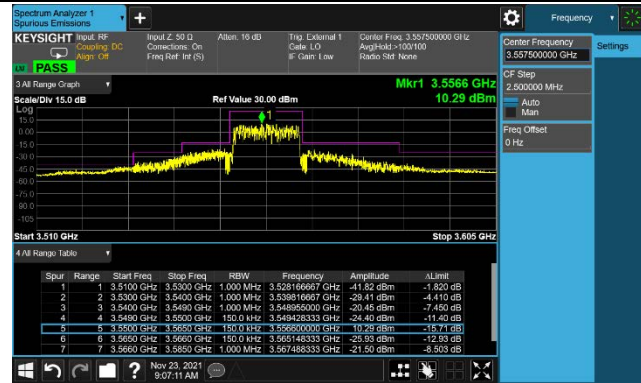 Spectrum Analyzer 1
Spurious Emissions
+
Frequency
KEYSIGHT Input: RF Input Z: 50 Ω Atten: 16 dB Trig: External 1 Center Freq: 3.557500000 GHz
Coupling: DC Corrections: On Gate: LO Avg|Hold:>100/100
Align: Off Freq Ref: Int (S) IF Gain: Low Radio Std: None
PASS
Center Frequency
3.557500000 GHz
Settings
CF Step
2.500000 MHz
Auto
Man
Freq Offset
0 Hz
3 All Range Graph
Mkr1 3.5566 GHz
Scale/Div 15.0 dB Ref Value 30.00 dBm 10.29 dBm
Log
15.0
0.00
-15.0
-30.0
-45.0
-60.0
-75.0
-90.0
-105
1
Start 3.510 GHz Stop 3.605 GHz
4 All Range Table
Spur Range Start Freq Stop Freq RBW Frequency Amplitude ΔLimit
1 1 3.5100 GHz 3.5300 GHz 1.000 MHz 3.528166667 GHz -41.82 dBm -1.820 dB
2 2 3.5300 GHz 3.5400 GHz 1.000 MHz 3.539816667 GHz -29.41 dBm -4.410 dB
3 3 3.5400 GHz 3.5490 GHz 1.000 MHz 3.548955000 GHz -20.45 dBm -7.450 dB
4 4 3.5490 GHz 3.5500 GHz 150.0 kHz 3.549428333 GHz -24.40 dBm -11.40 dB
5 5 3.5500 GHz 3.5650 GHz 150.0 kHz 3.556600000 GHz 10.29 dBm -15.71 dB
6 6 3.5650 GHz 3.5660 GHz 150.0 kHz 3.565148333 GHz -25.93 dBm -12.93 dB
7 7 3.5660 GHz 3.5850 GHz 1.000 MHz 3.567488333 GHz -21.50 dBm -8.503 dB
? Nov 23, 2021
9:07:11 AM